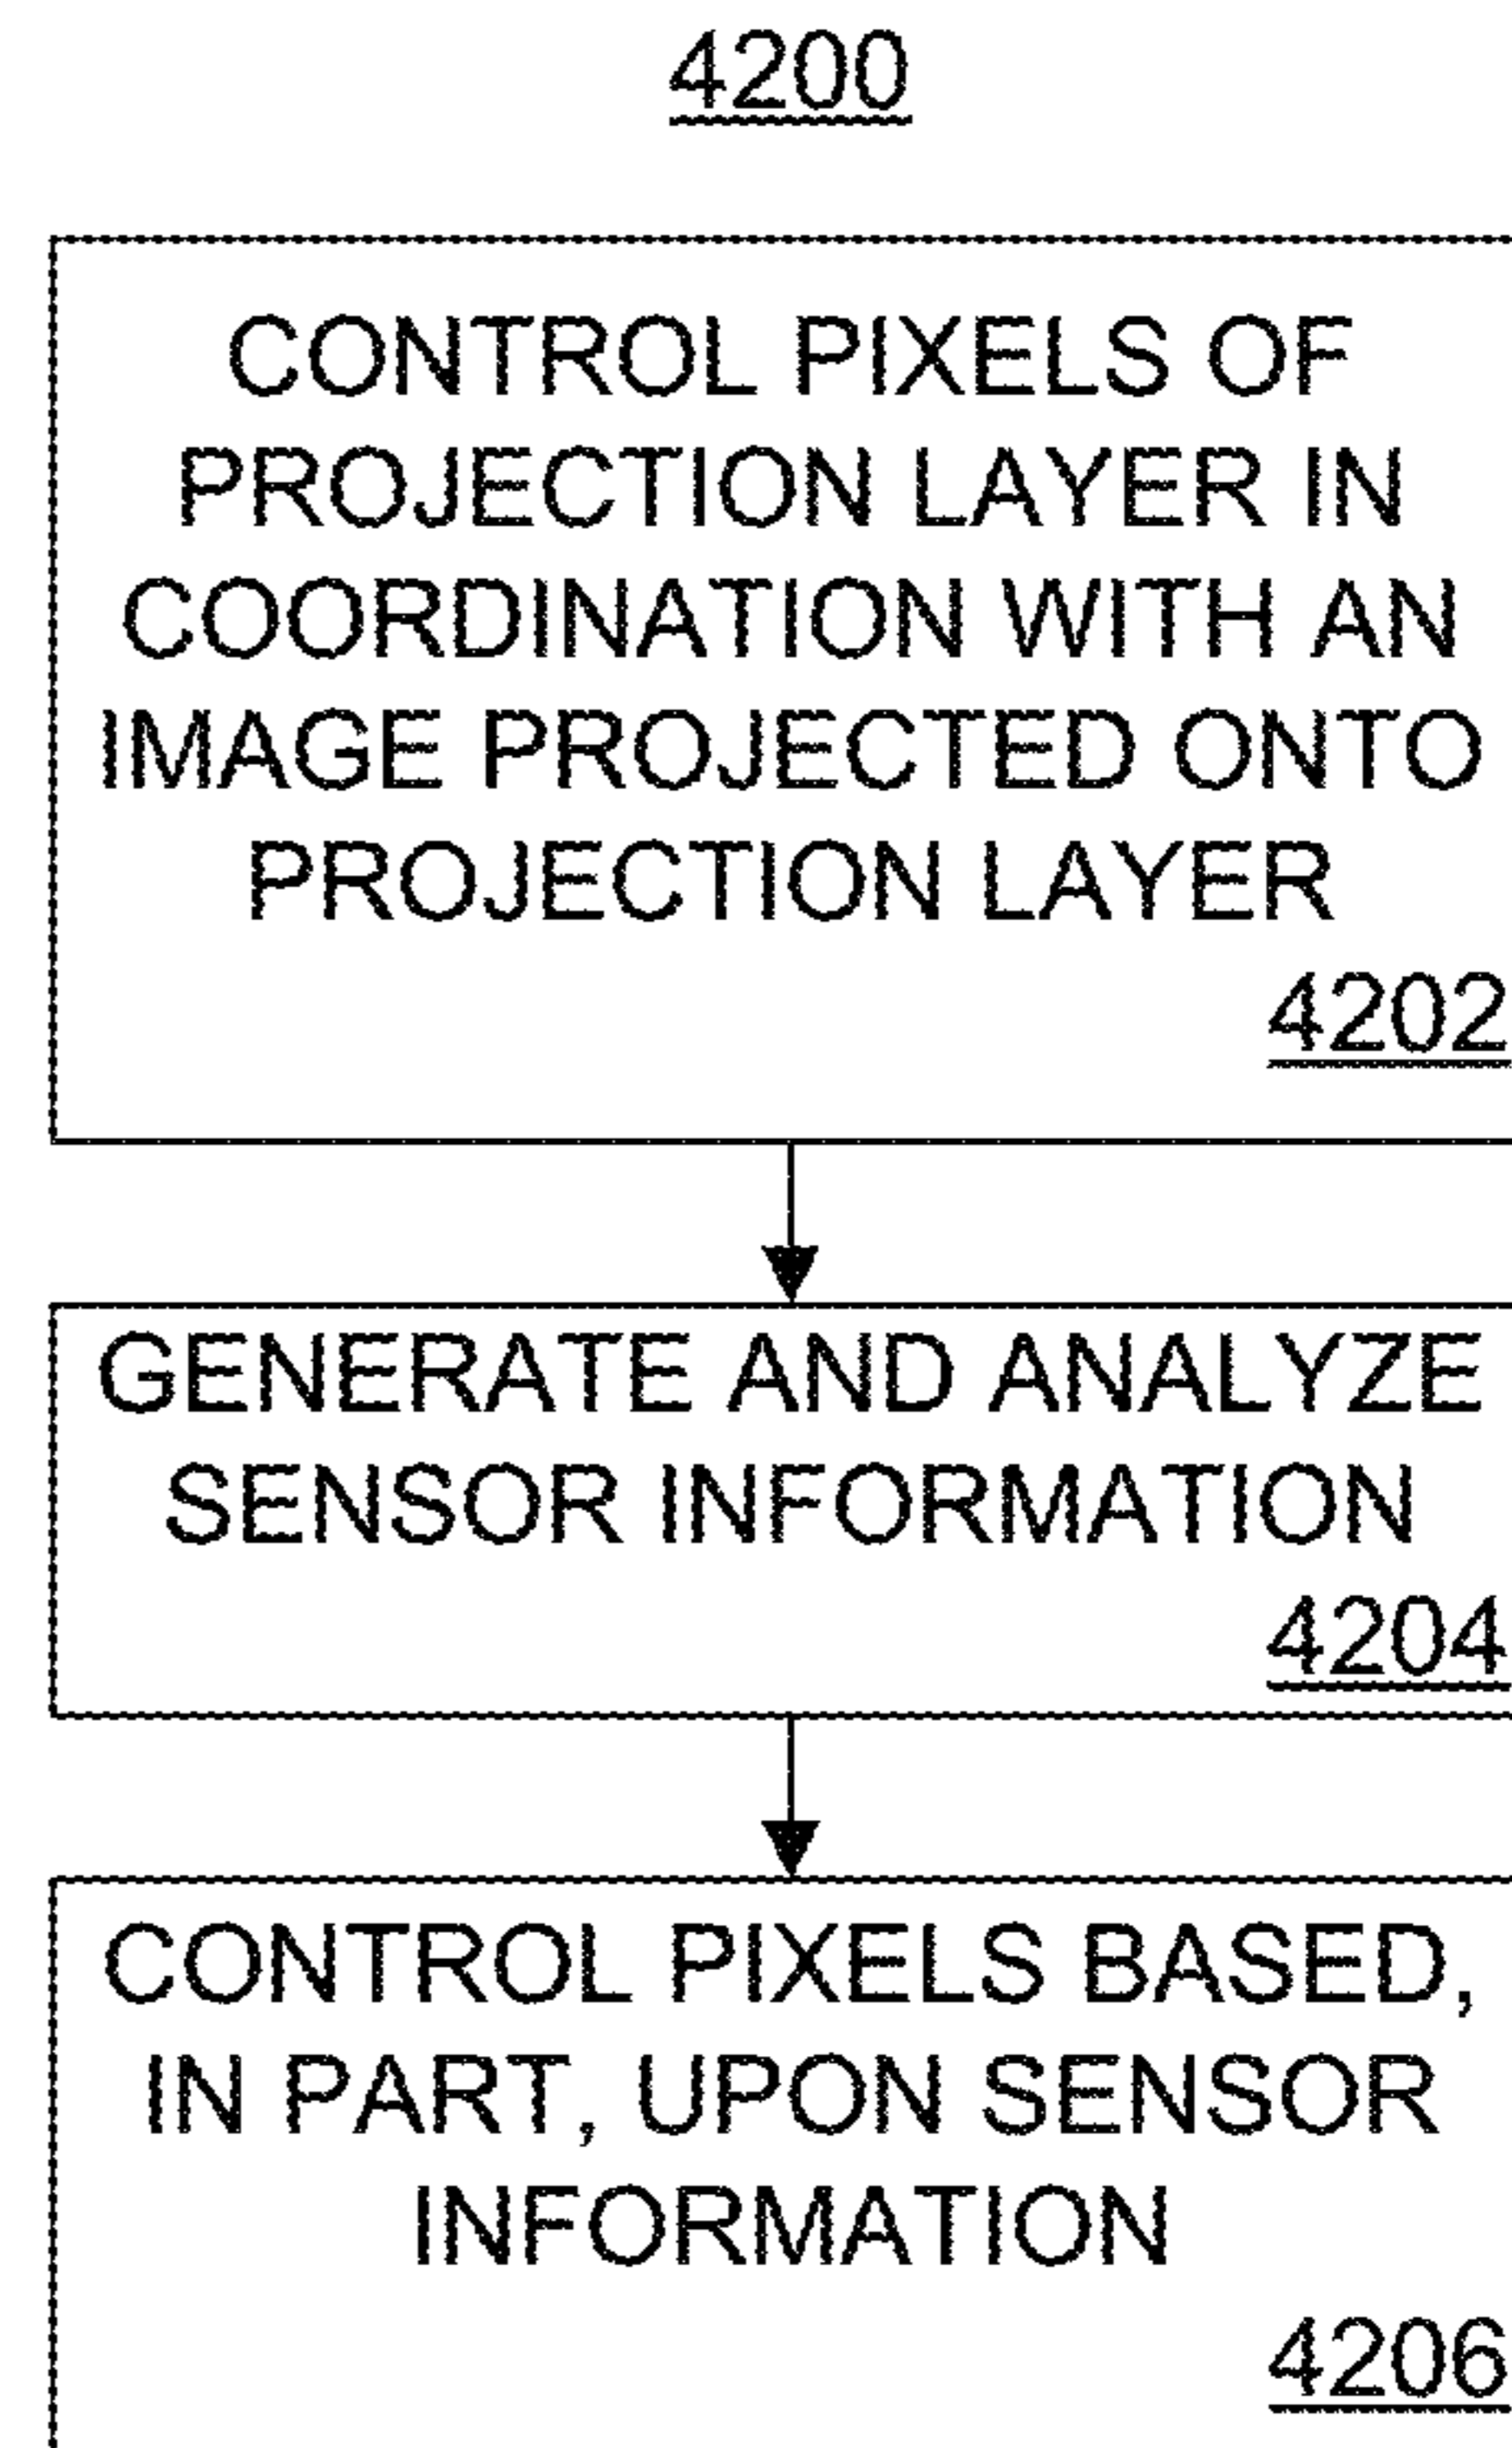 4200
CONTROL PIXELS OF
PROJECTION LAYER IN
COORDINATION WITH AN
IMAGE PROJECTED ONTO
PROJECTION LAYER
4202
GENERATE AND ANALYZE
SENSOR INFORMATION
4204
CONTROL PIXELS BASED,
IN PART, UPON SENSOR
INFORMATION
4206